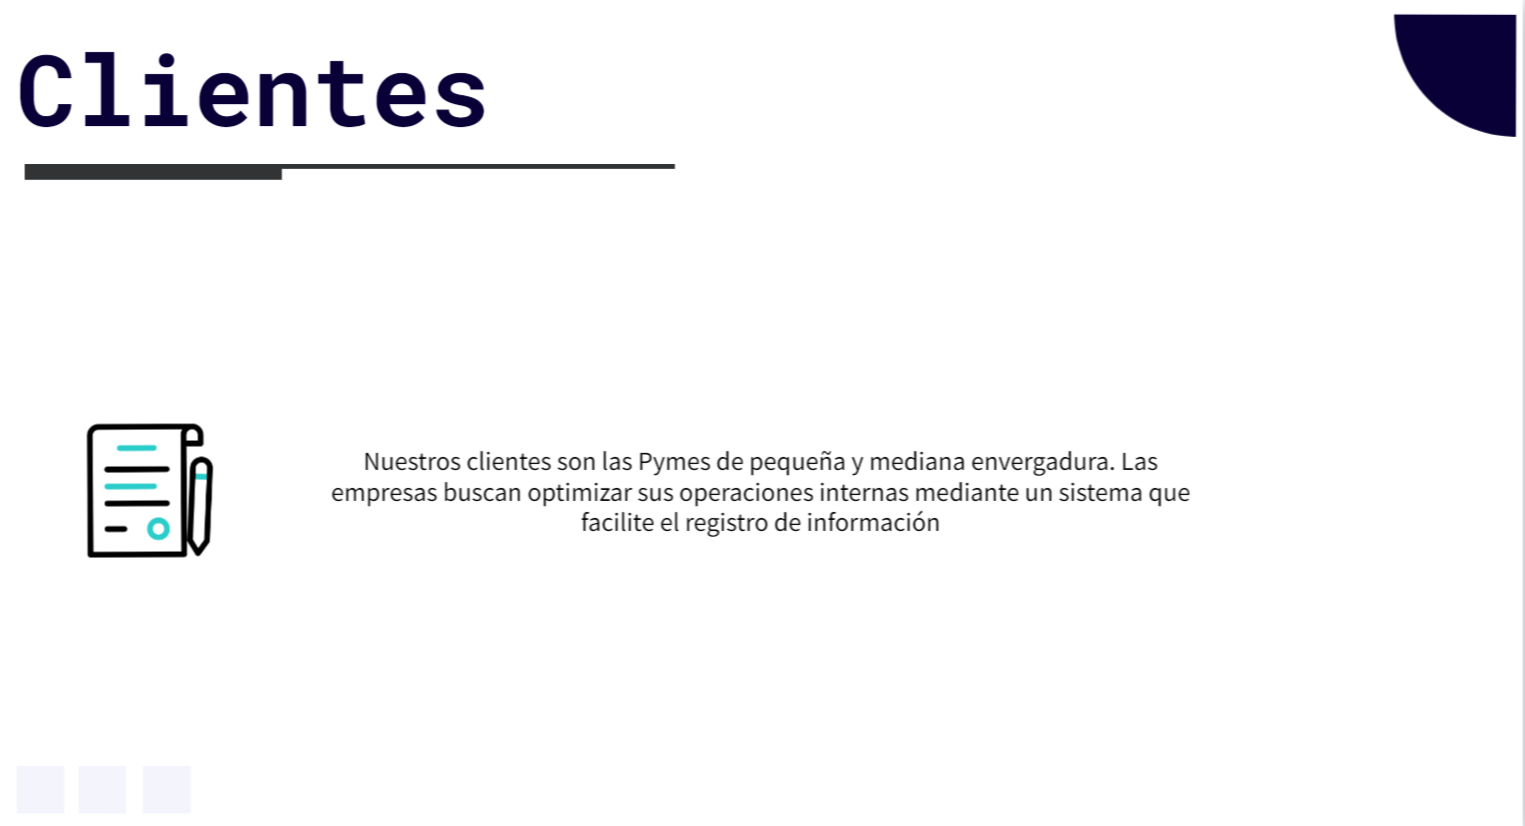 Clientes
Nuestros clientes son las Pymes de pequeña y mediana envergadura. Las
empresas buscan optimizar sus operaciones internas mediante un sistema que
facilite el registro de información